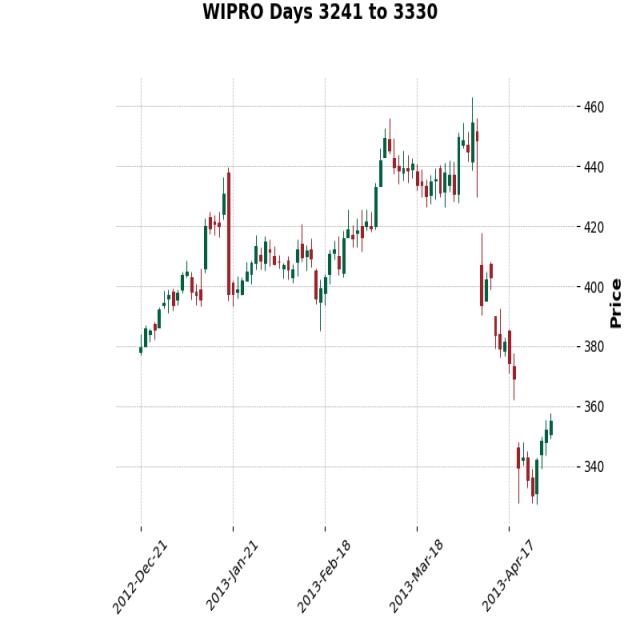 WIPRO Days 3241 to 3330
460
440
420
400
380
360
340
Price
2012-Dec-21
2013-Jan-21
2013-Feb-18
2013-Mar-18
2013-Apr-17